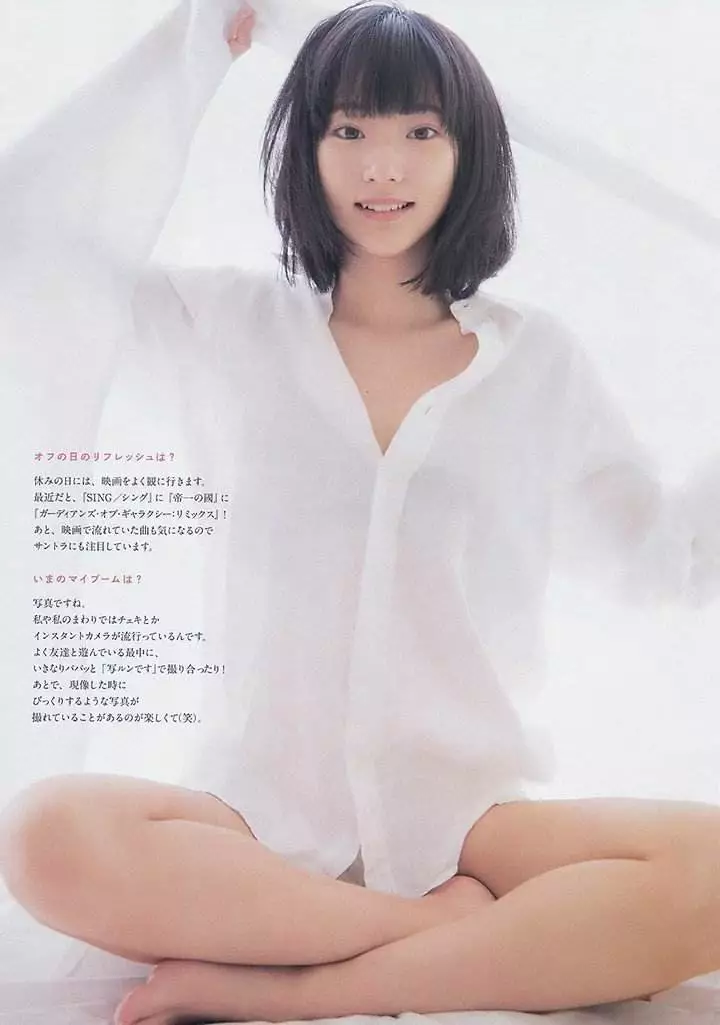 オフの日のリフレッシュは？
休みの日には、映画をよく観に行きます。
最近だと、『SING／シング』に『帝一の國』に
『ガーディアンズ・オブ・ギャラクシー：リミックス』！
あと、映画で流れていた曲も気になるので
サントラにも注目しています。
いまのマイブームは？
写真ですね。
私や私のまわりではチェキとか
インスタントカメラが流行っているんです。
よく友達と遊んでいる最中に、
いきなりパパッと「写ルンです」で撮り合ったり！
あとで、現像した時に
びっくりするような写真が
撮れていることがあるのが楽しくて（笑）。